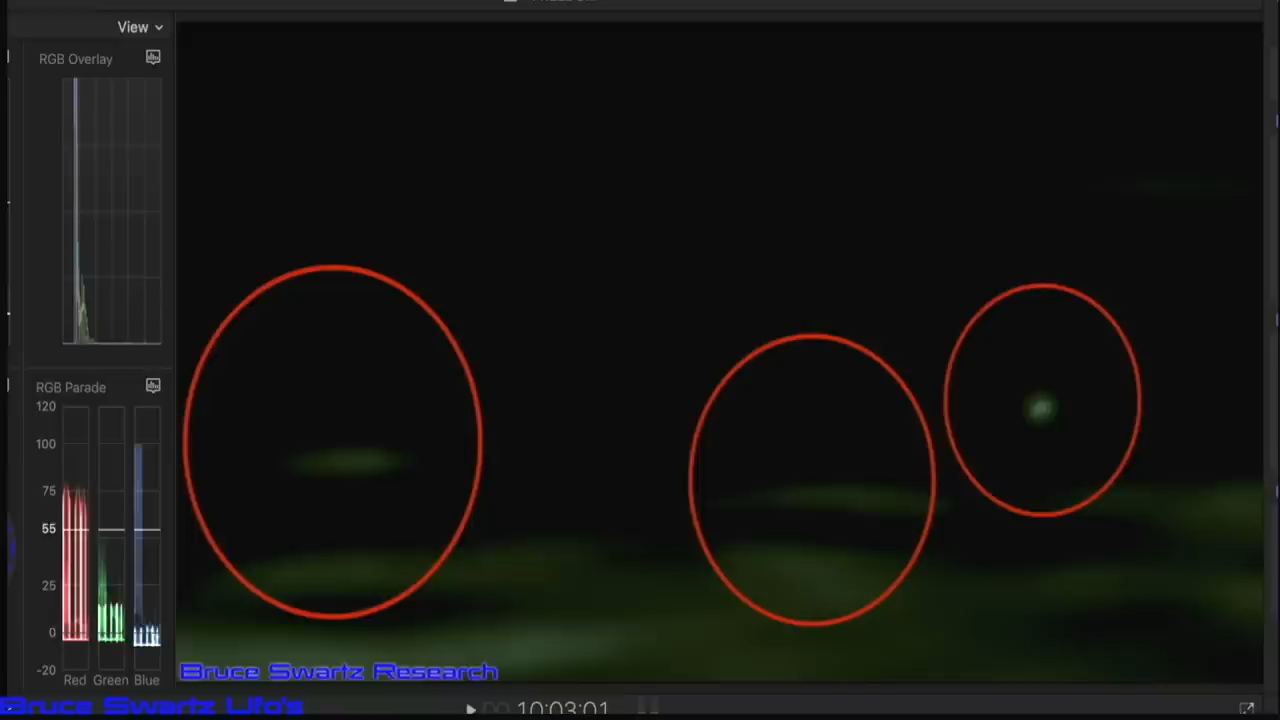 View
RGB Overlay
RGB Parade
120
100
75
55
25
0
-20
Red Green Blue
Bruce Swartz Research
Bruce Swartz Ufo's
10:03:01